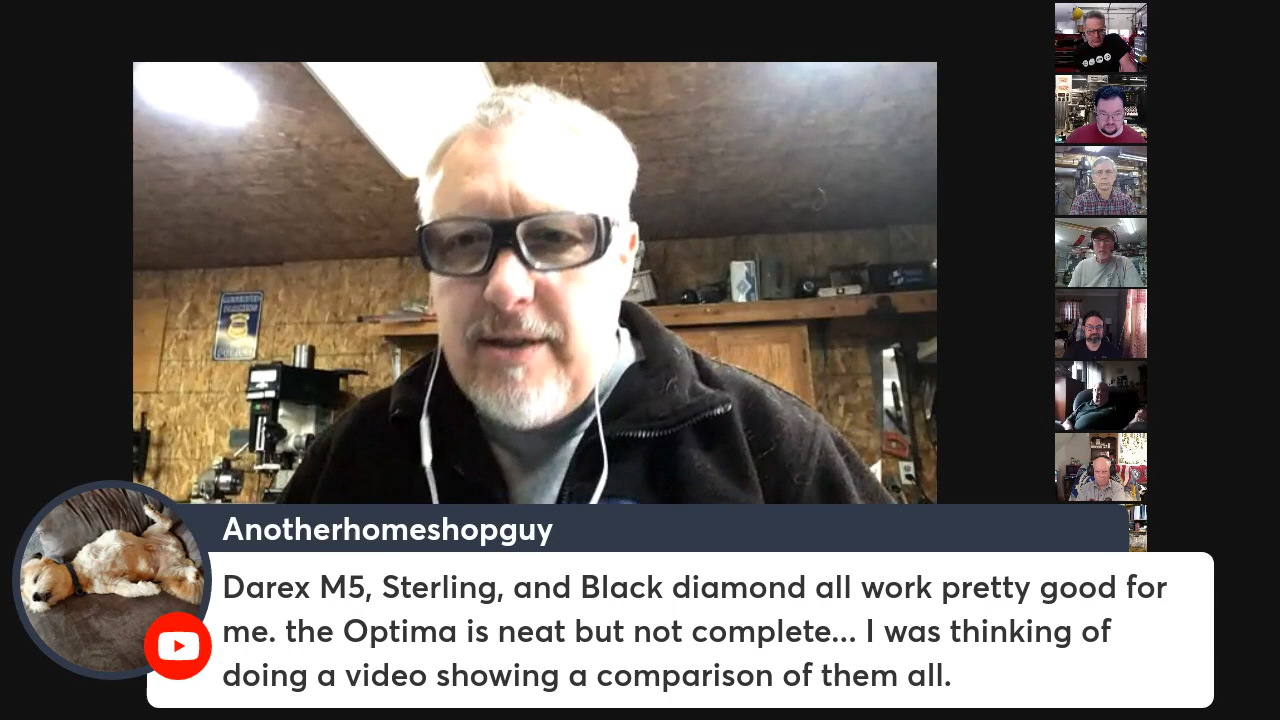 Anotherhomeshopguy
Darex M5, Sterling, and Black diamond all work pretty good for
me. the Optima is neat but not complete... I was thinking of
doing a video showing a comparison of them all.